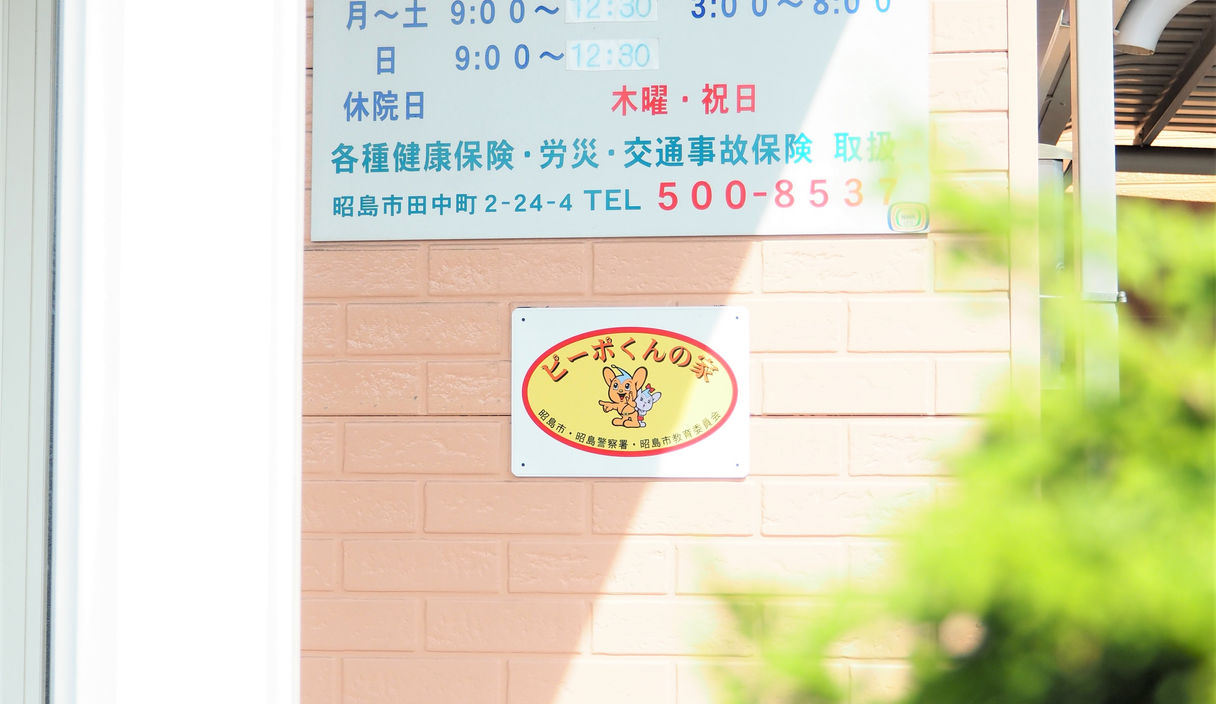 月～土 9:00～12:30 3:00～8:00
日 9:00～12:30
休院日 木曜・祝日
各種健康保険・労災・交通事故保険 取扱
昭島市田中町2-24-4 TEL 500-8537
ピーポくんの家
昭島市・昭島警察署・昭島市教育委員会